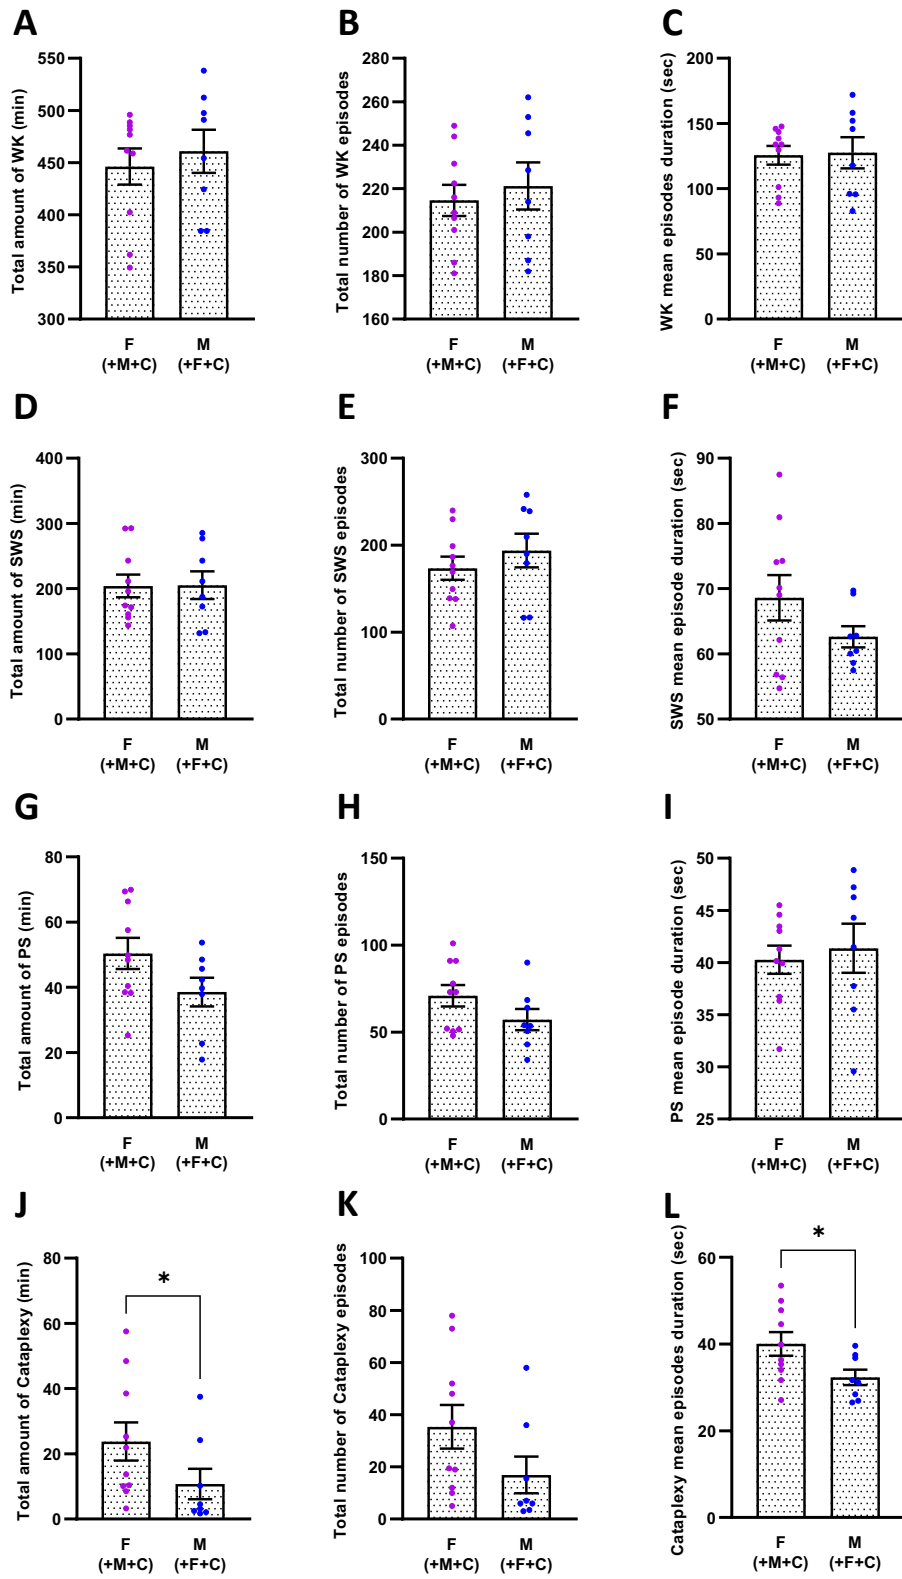 A
B
C
Total amount of WK (min)
550
500
450
400
350
300
F
(+M+C)
M
(+F+C)
Total number of WK episodes
280
260
240
220
200
180
160
F
(+M+C)
M
(+F+C)
WK mean episodes duration (sec)
200
150
100
50
0
F
(+M+C)
M
(+F+C)
D
E
F
Total amount of SWS (min)
400
300
200
100
0
F
(+M+C)
M
(+F+C)
Total number of SWS episodes
300
200
100
0
F
(+M+C)
M
(+F+C)
SWS mean episode duration (sec)
90
80
70
60
50
F
(+M+C)
M
(+F+C)
G
H
I
Total amount of PS (min)
80
60
40
20
0
F
(+M+C)
M
(+F+C)
Total number of PS episodes
150
100
50
0
F
(+M+C)
M
(+F+C)
PS mean episode duration (sec)
50
45
40
35
30
25
F
(+M+C)
M
(+F+C)
J
K
L
Total amount of Cataplexy (min)
80
60
40
20
0
*
F
(+M+C)
M
(+F+C)
Total number of Cataplexy episodes
100
80
60
40
20
0
F
(+M+C)
M
(+F+C)
Cataplexy mean episodes duration (sec)
60
40
20
0
*
F
(+M+C)
M
(+F+C)